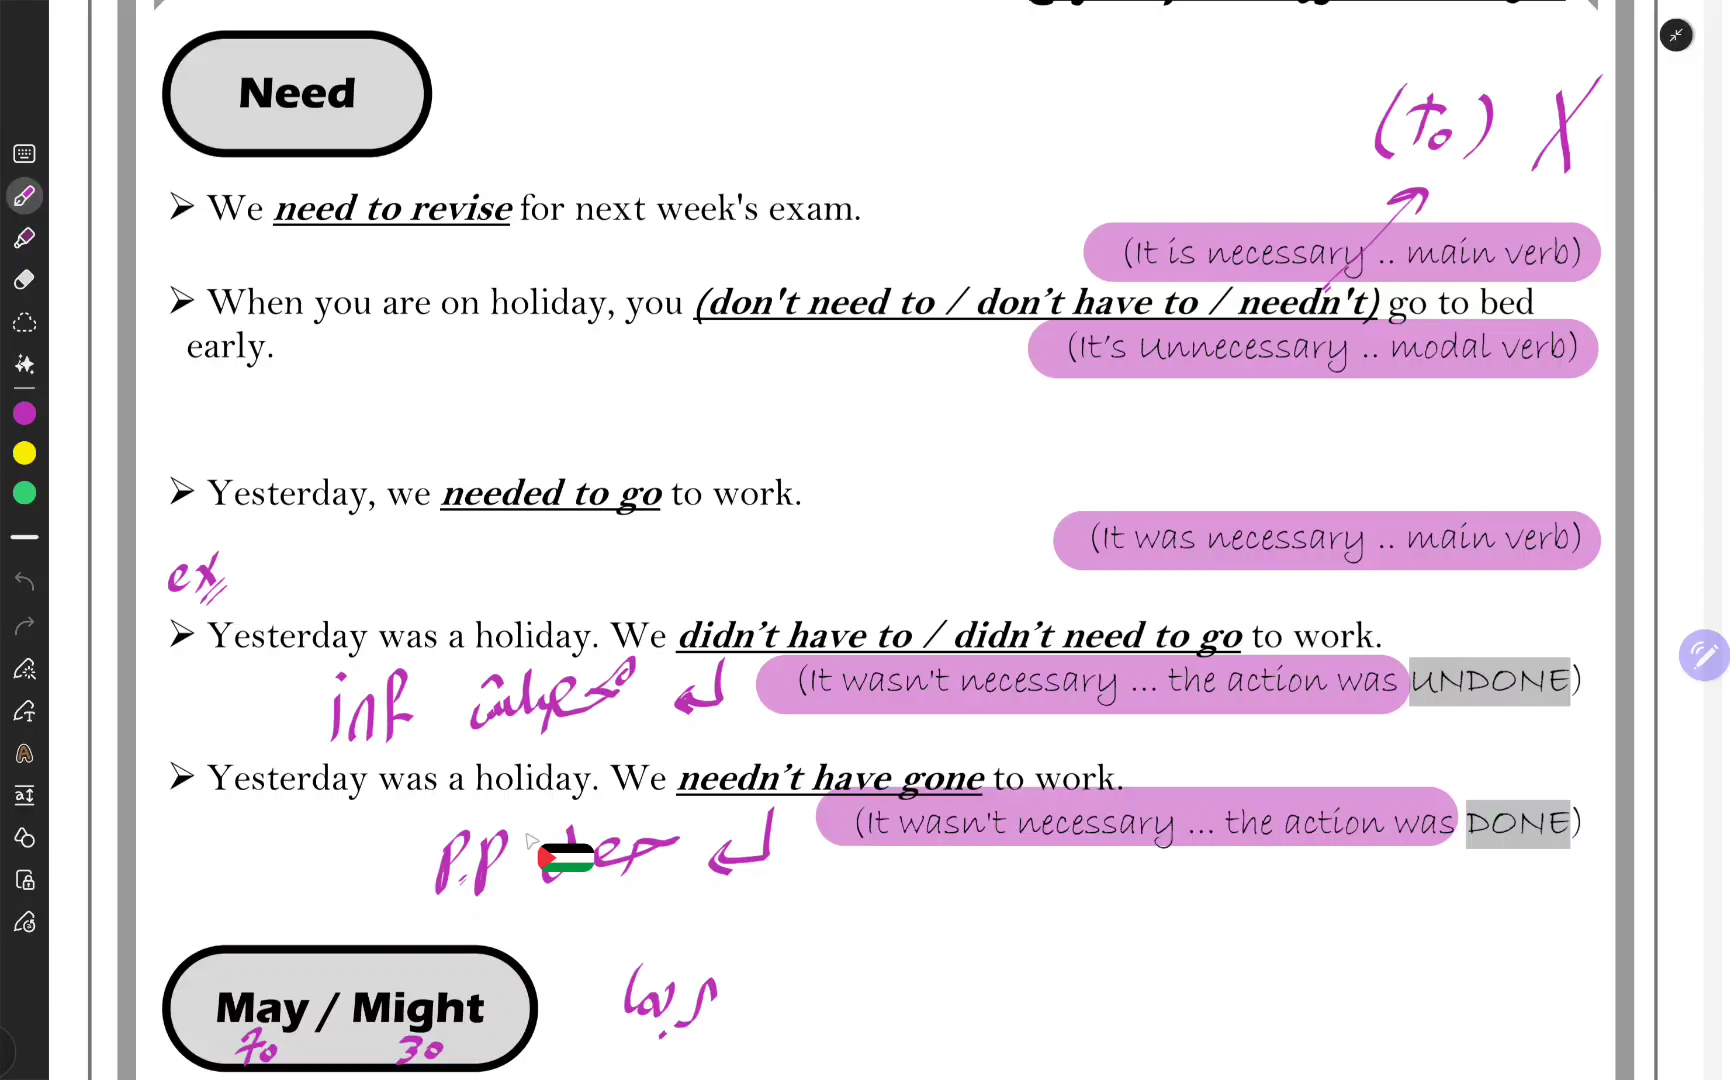 Need
(To) X
➢ We need to revise for next week's exam.
(It is necessary .. main verb)
➢ When you are on holiday, you (don't need to / don’t have to / needn't) go to bed
early.
(It’s Unnecessary .. modal verb)
➢ Yesterday, we needed to go to work.
(It was necessary .. main verb)
ex
➢ Yesterday was a holiday. We didn’t have to / didn’t need to go to work.
(It wasn't necessary ... the action was UNDONE)
inf
➢ Yesterday was a holiday. We needn’t have gone to work.
(It wasn't necessary ... the action was DONE)
حصل P.P
May / Might
ربما
70 30